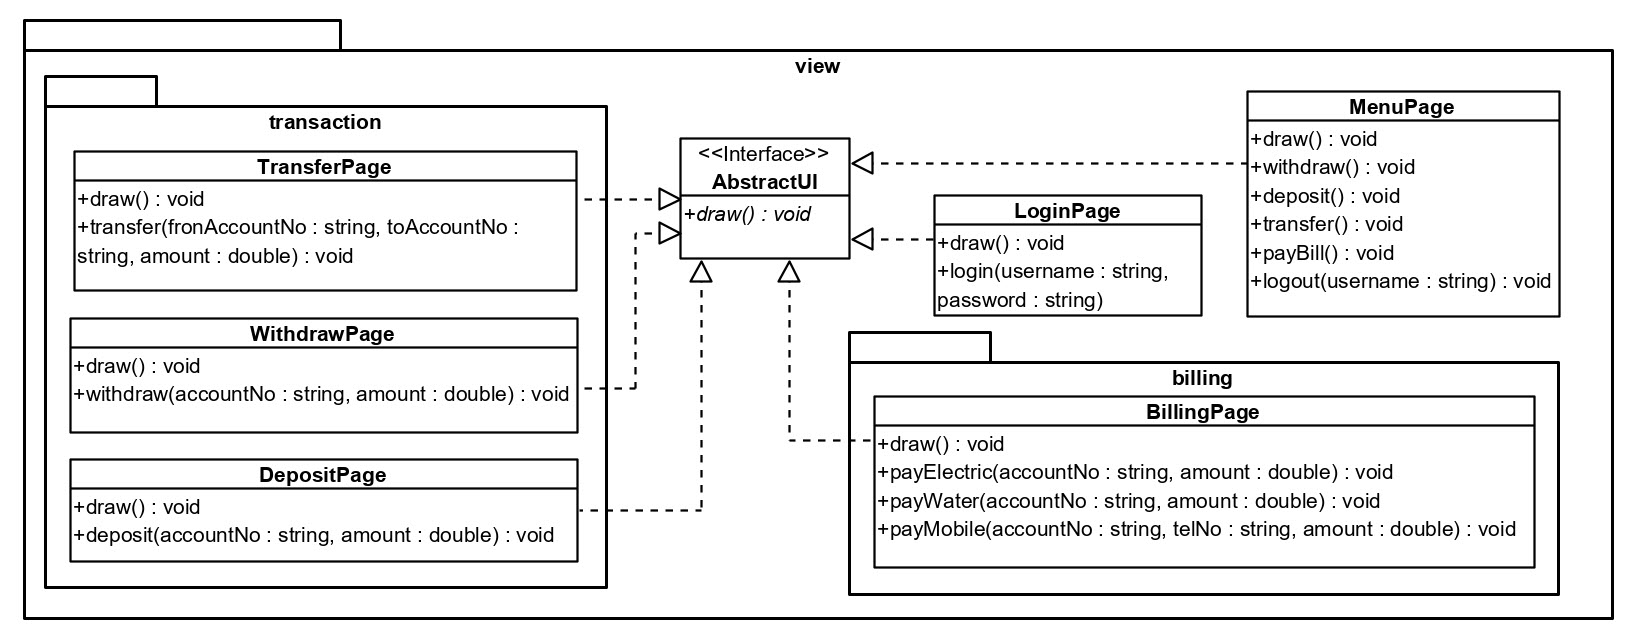 view
transaction
TransferPage
+draw() : void
+transfer(fronAccountNo : string, toAccountNo :
string, amount : double) : void
WithdrawPage
+draw() : void
+withdraw(accountNo : string, amount : double) : void
DepositPage
+draw() : void
+deposit(accountNo : string, amount : double) : void
<<Interface>>
AbstractUI
+draw() : void
LoginPage
+draw() : void
+login(username : string,
password : string)
MenuPage
+draw() : void
+withdraw() : void
+deposit() : void
+transfer() : void
+payBill() : void
+logout(username : string) : void
billing
BillingPage
+draw() : void
+payElectric(accountNo : string, amount : double) : void
+payWater(accountNo : string, amount : double) : void
+payMobile(accountNo : string, telNo : string, amount : double) : void